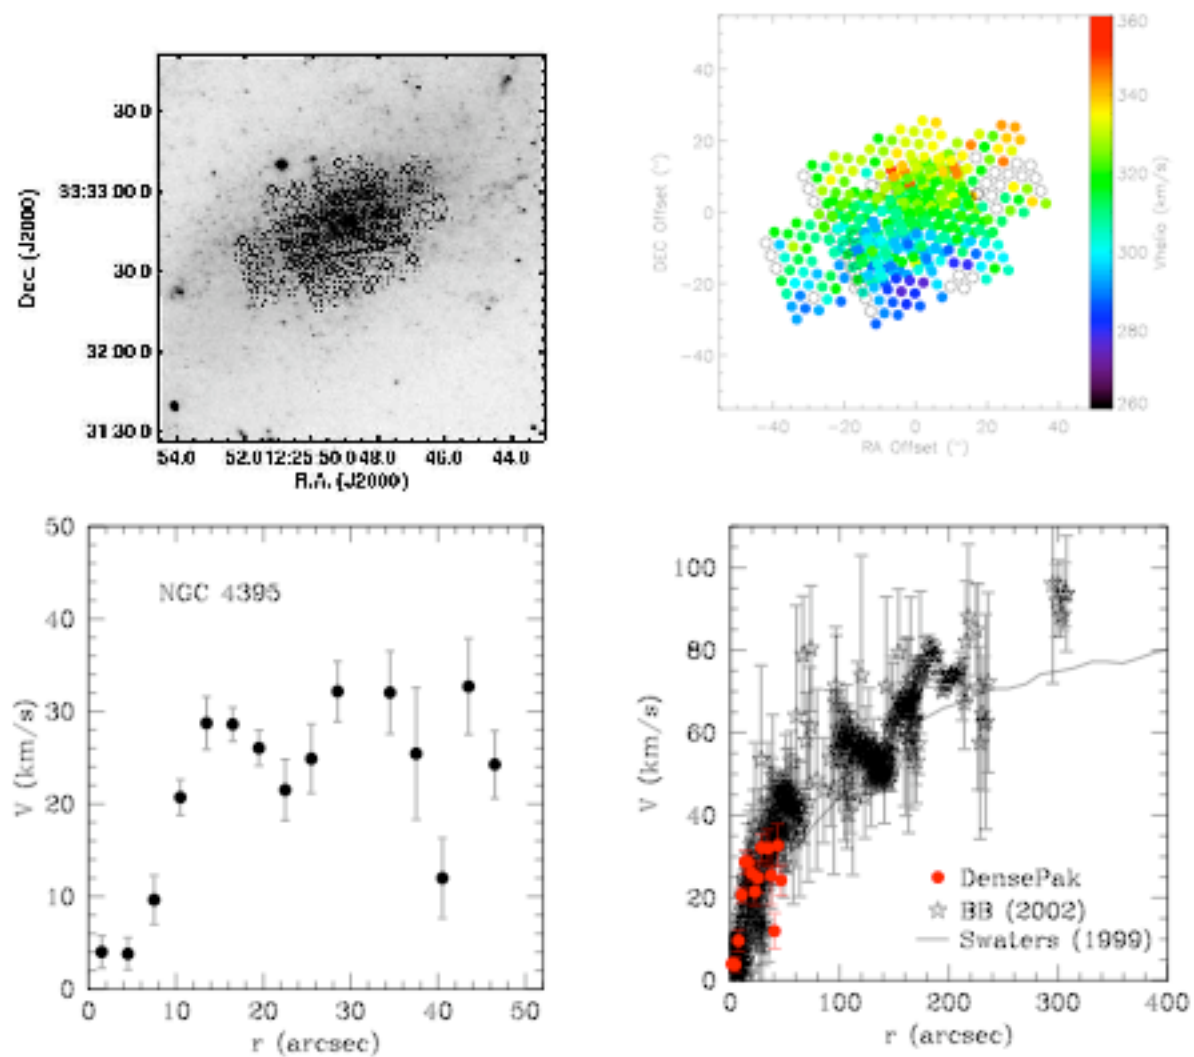 30.0
33:33 00.0
30.0
32 00.0
31 30.0
Dec. (J2000)
54.0 52.0 12:25 50.0 48.0 46.0 44.0
R.A. (J2000)
40
20
0
−20
−40
DEC Offset (")
−40 −20 0 20 40
RA Offset (")
360
340
320
300
280
260
Vhelio (km/s)
50
40
30
20
10
0
V (km/s)
NGC 4395
0 10 20 30 40 50
r (arcsec)
100
80
60
40
20
0
V (km/s)
DensePak
BB (2002)
Swaters (1999)
0 100 200 300 400
r (arcsec)